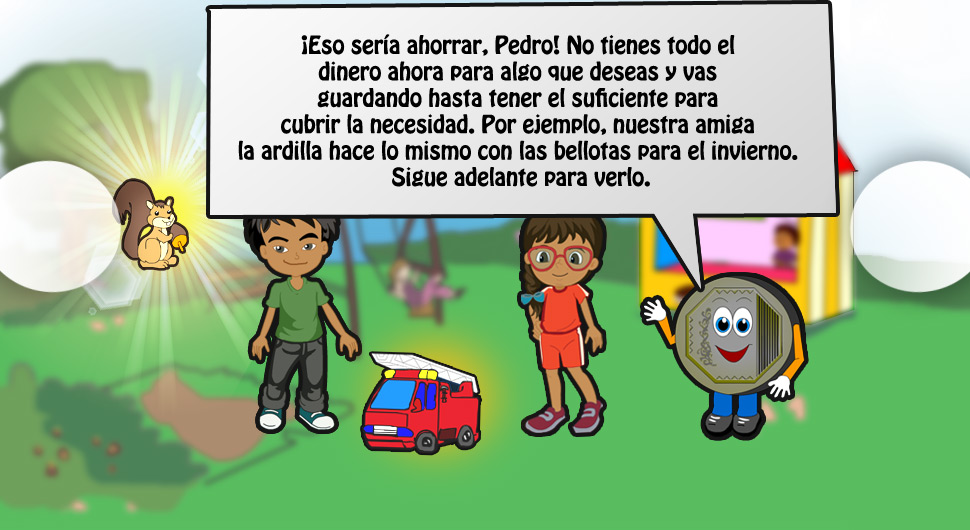 ¡Eso sería ahorrar, Pedro! No tienes todo el
dinero ahora para algo que deseas y vas
guardando hasta tener el suficiente para
cubrir la necesidad. Por ejemplo, nuestra amiga
la ardilla hace lo mismo con las bellotas para el invierno.
Sigue adelante para verlo.